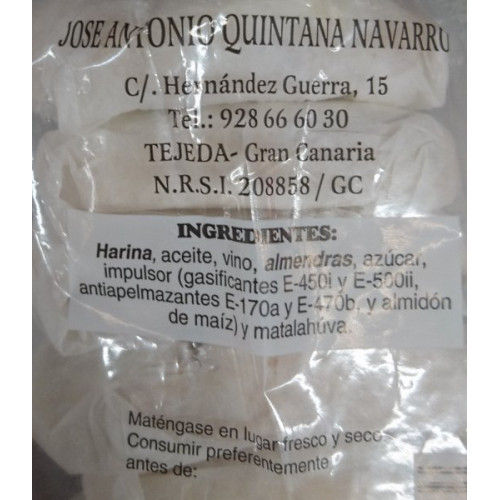 JOSE ANTONIO QUINTANA NAVARRO
C/. Hernández Guerra, 15
Tel.: 928 66 60 30
TEJEDA- Gran Canaria
N.R.S.I. 208858 / GC
INGREDIENTES:
Harina, aceite, vino, almendras, azúcar,
impulsor (gasificantes E-450i y E-500ii,
antiapelmazantes E-170a y E-470b, y almidón
de maíz) y matalahúva.
Maténgase en lugar fresco y seco
Consumir preferentemente
antes de: